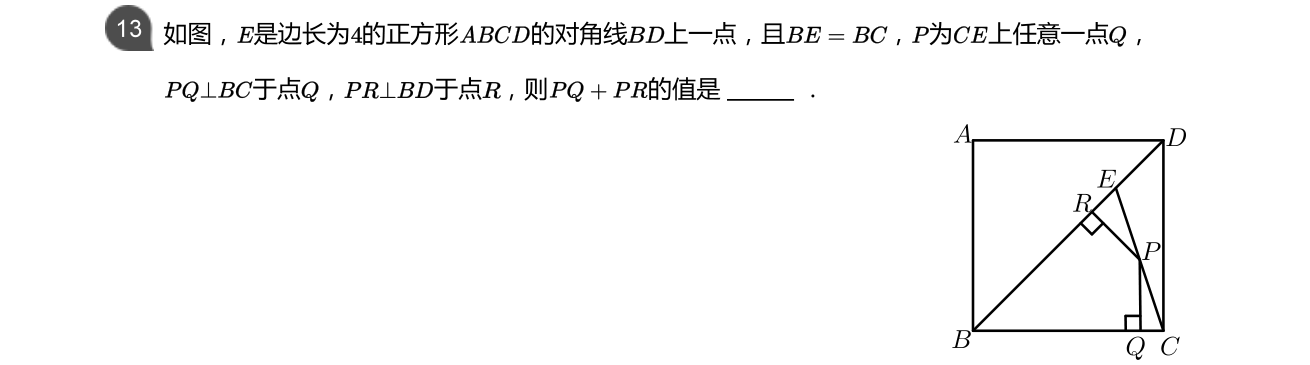 13 如图，E是边长为4的正方形ABCD的对角线BD上一点，且BE = BC，P为CE上任意一点Q，
PQ⊥BC于点Q，PR⊥BD于点R，则PQ + PR的值是 ______ ．
A
D
E
R
P
B
Q
C